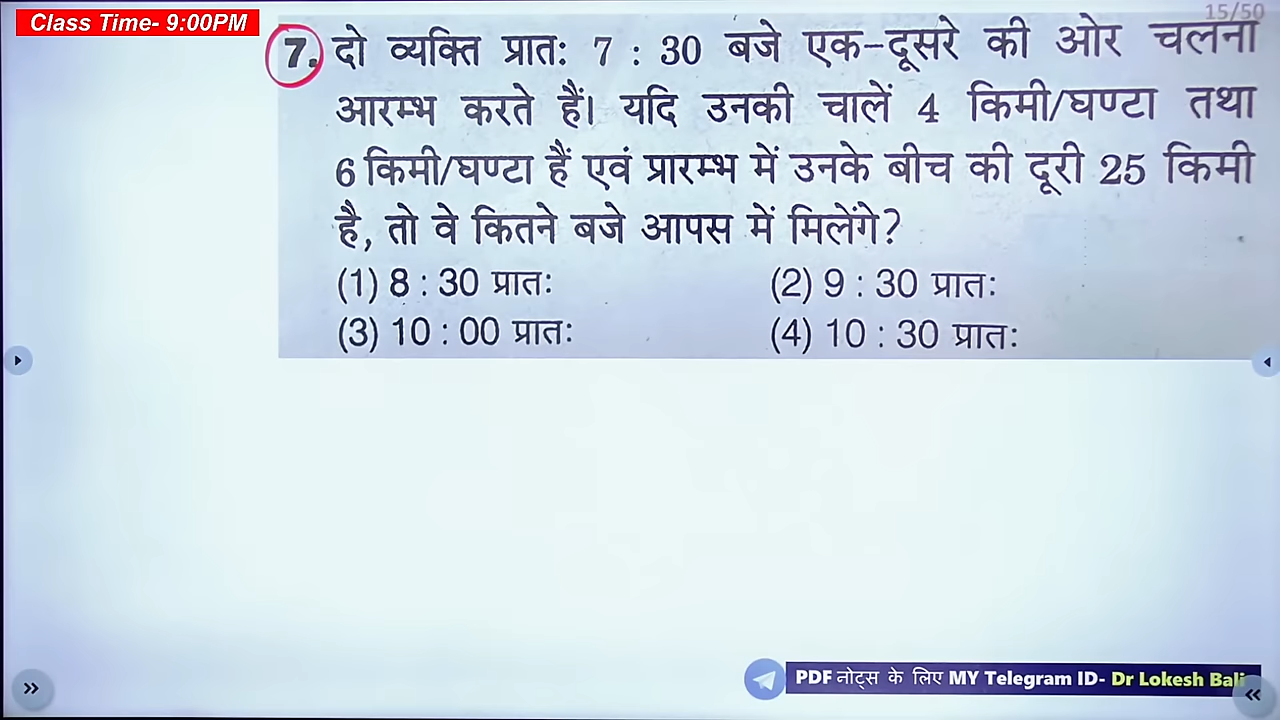 Class Time- 9:00PM
15/50
7. दो व्यक्ति प्रातः 7 : 30 बजे एक-दूसरे की ओर चलना
आरम्भ करते हैं। यदि उनकी चालें 4 किमी/घण्टा तथा
6 किमी/घण्टा हैं एवं प्रारम्भ में उनके बीच की दूरी 25 किमी
है, तो वे कितने बजे आपस में मिलेंगे?
(1) 8 : 30 प्रातः (2) 9 : 30 प्रातः
(3) 10 : 00 प्रातः (4) 10 : 30 प्रातः
PDF नोट्स के लिए MY Telegram ID- Dr Lokesh Bali